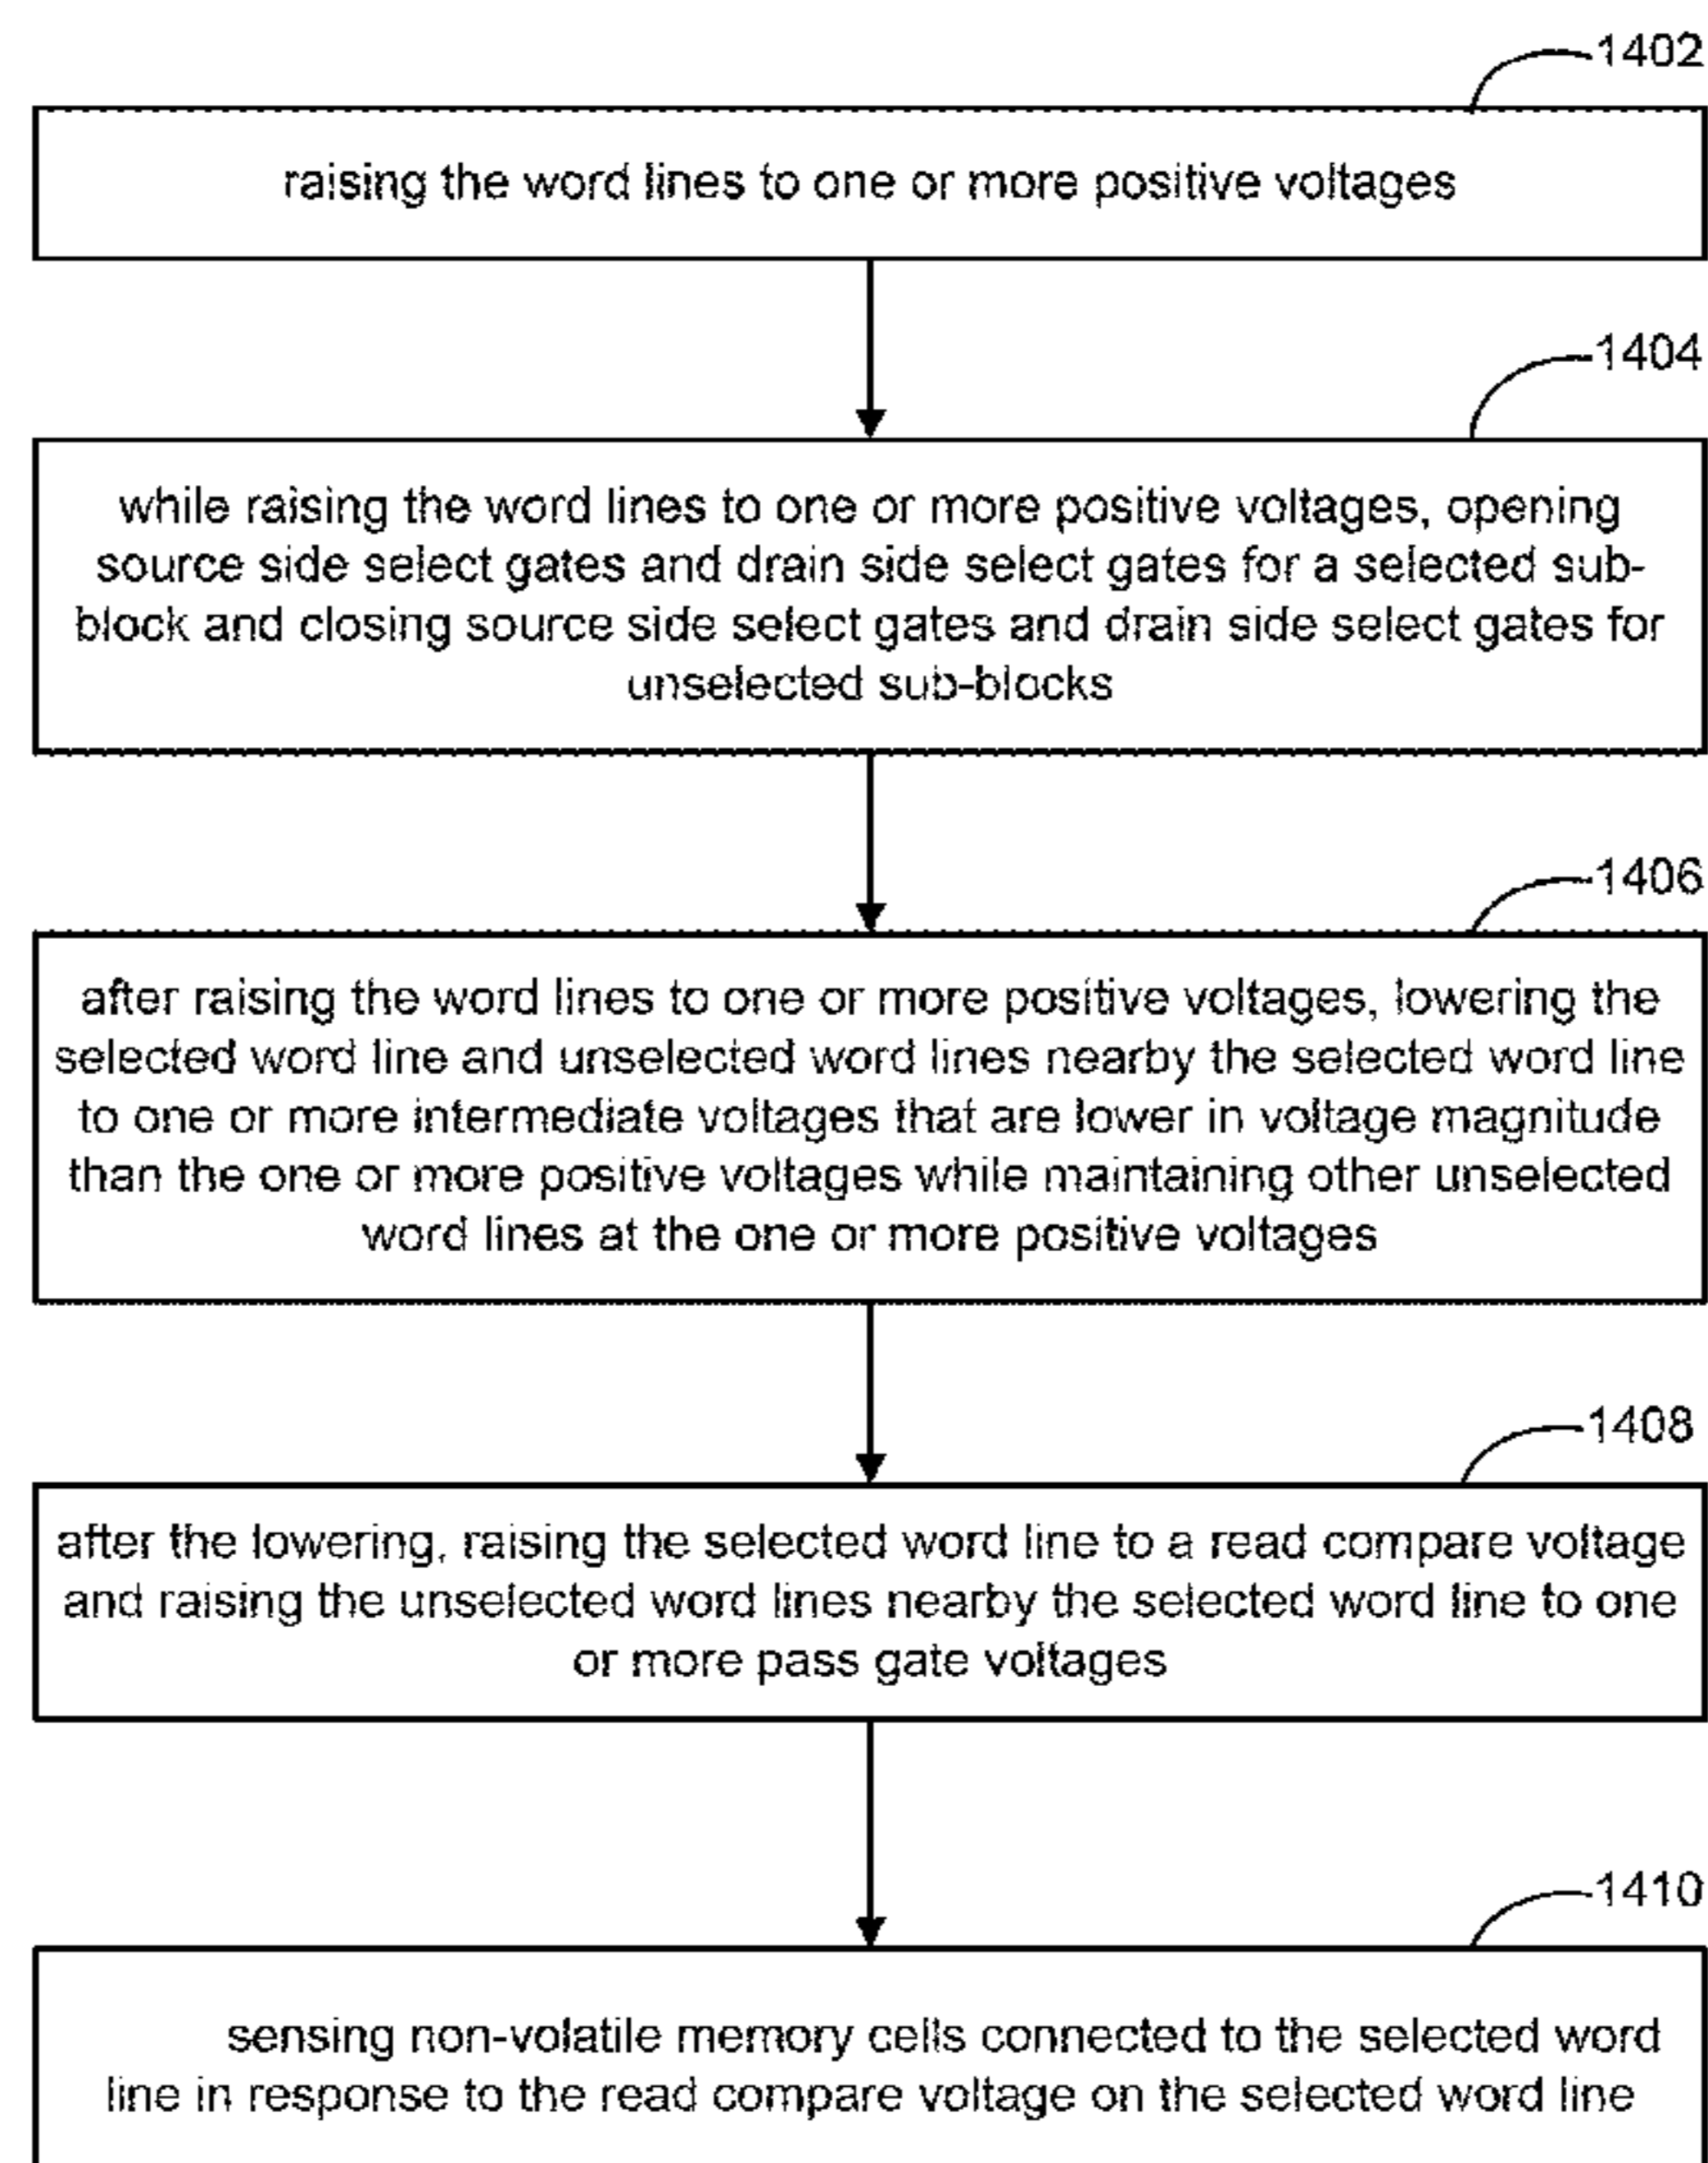 1402
raising the word lines to one or more positive voltages
1404
while raising the word lines to one or more positive voltages, opening
source side select gates and drain side select gates for a selected sub-
block and closing source side select gates and drain side select gates for
unselected sub-blocks
1406
after raising the word lines to one or more positive voltages, lowering the
selected word line and unselected word lines nearby the selected word line
to one or more intermediate voltages that are lower in voltage magnitude
than the one or more positive voltages while maintaining other unselected
word lines at the one or more positive voltages
1408
after the lowering, raising the selected word line to a read compare voltage
and raising the unselected word lines nearby the selected word line to one
or more pass gate voltages
1410
sensing non-volatile memory cells connected to the selected word
line in response to the read compare voltage on the selected word line